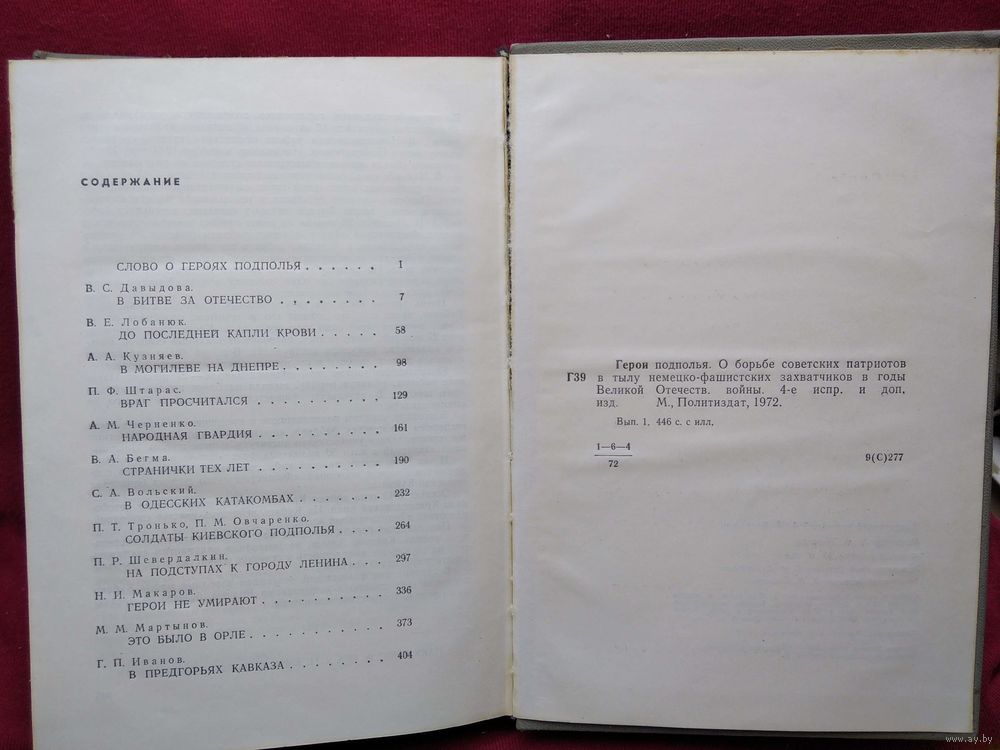 СОДЕРЖАНИЕ
СЛОВО О ГЕРОЯХ ПОДПОЛЬЯ . . . . . . 1
В. С. Давыдова.
В БИТВЕ ЗА ОТЕЧЕСТВО . . . . . . . 7
В. Е. Лобанюк.
ДО ПОСЛЕДНЕЙ КАПЛИ КРОВИ . . . . . 58
А. А. Кузняев.
В МОГИЛЕВЕ НА ДНЕПРЕ . . . . . . . 98
П. Ф. Штарас.
ВРАГ ПРОСЧИТАЛСЯ . . . . . . . . 129
А. М. Черненко.
НАРОДНАЯ ГВАРДИЯ . . . . . . . . 161
В. А. Бегма.
СТРАНИЧКИ ТЕХ ЛЕТ . . . . . . . . 190
С. А. Вольский.
В ОДЕССКИХ КАТАКОМБАХ . . . . . . 232
П. Т. Тронько, П. М. Овчаренко.
СОЛДАТЫ КИЕВСКОГО ПОДПОЛЬЯ . . . . 264
П. Р. Шевердалкин.
НА ПОДСТУПАХ К ГОРОДУ ЛЕНИНА . . . 297
Н. И. Макаров.
ГЕРОИ НЕ УМИРАЮТ . . . . . . . . 336
М. М. Мартынов.
ЭТО БЫЛО В ОРЛЕ . . . . . . . . . 373
Г. П. Иванов.
В ПРЕДГОРЬЯХ КАВКАЗА . . . . . . . 404
Герои подполья. О борьбе советских патриотов
Г39 в тылу немецко-фашистских захватчиков в годы
Великой Отечеств. войны. 4-е испр. и доп.
изд. М., Политиздат, 1972.
Вып. 1. 446 с. с илл.
1—6—4
72
9(С)277
www.ay.by